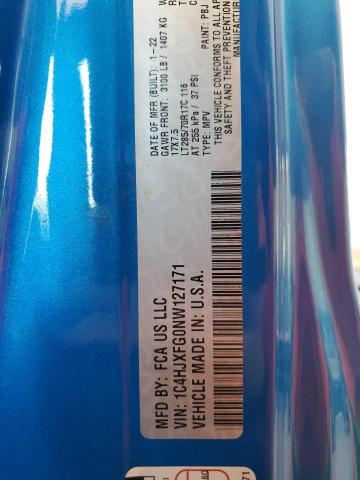 MFD BY: FCA US LLC
DATE OF MFR (BUILT): 1-22
GAWR FRONT: 3100 LB / 1407 KG W
17X7.5
LT285/70R17C 116
AT 255 kPa / 37 PSI
TYPE: MPV
PAINT: PBJ
VEHICLE CONFORMS TO ALL AP
SAFETY AND THEFT PREVENTION
MANUFACTURE
VIN: 1C4HJXFG0NW127171
VEHICLE MADE IN: U.S.A.
71